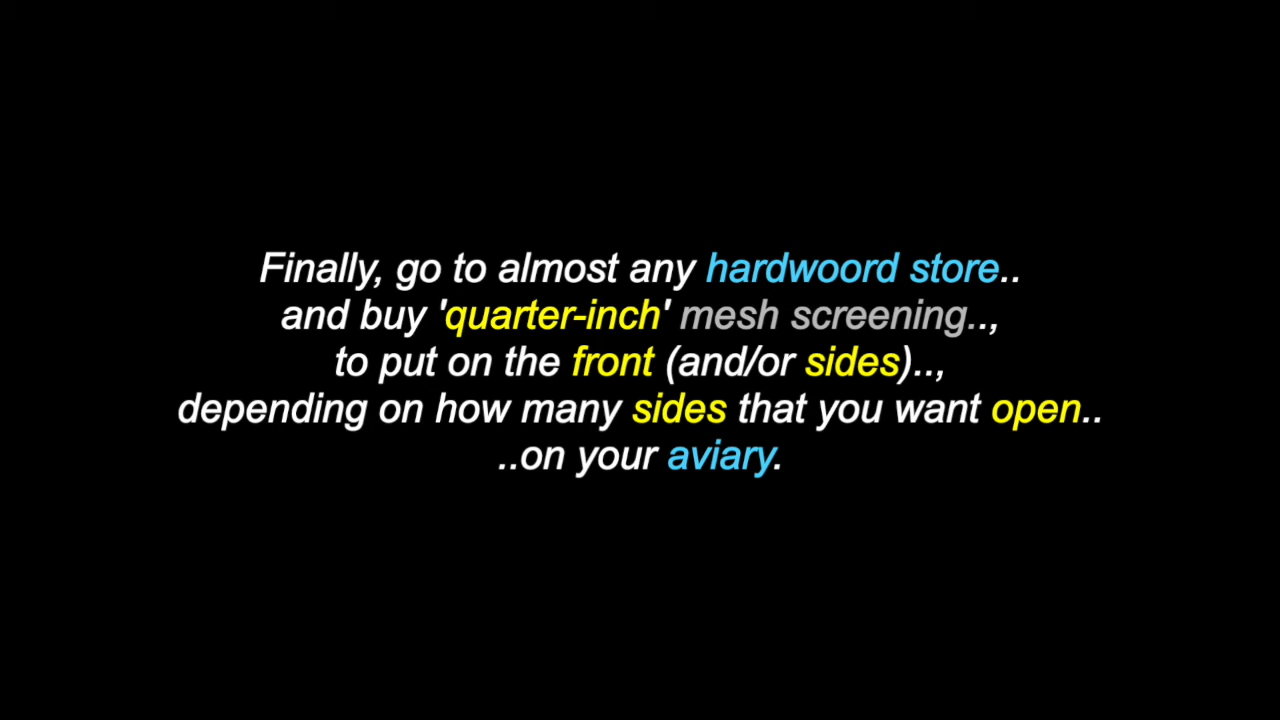 Finally, go to almost any hardwoord store..
and buy 'quarter-inch' mesh screening..,
to put on the front (and/or sides)..,
depending on how many sides that you want open..
..on your aviary.